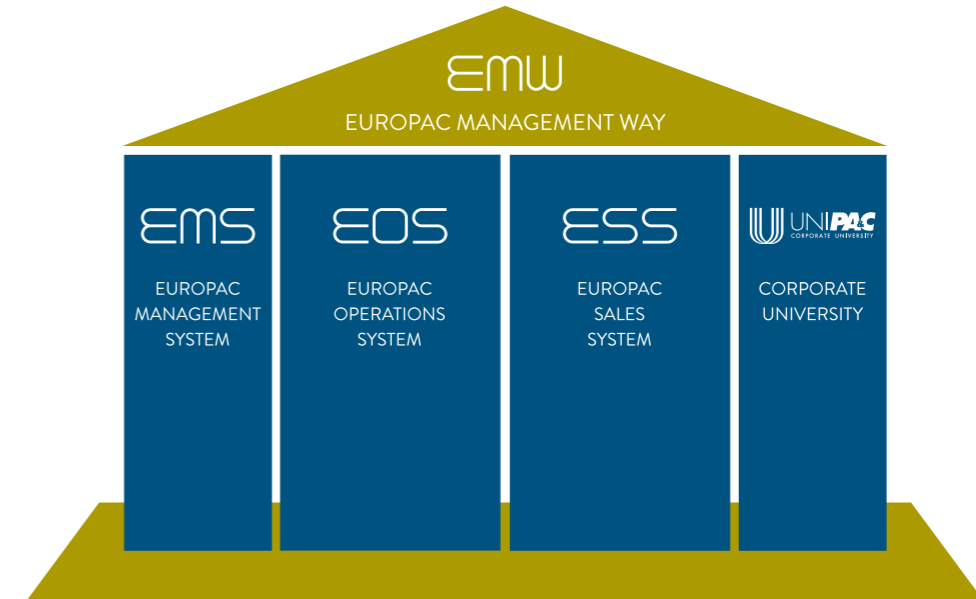 EMW
EUROPAC MANAGEMENT WAY
EMS
EUROPAC
MANAGEMENT
SYSTEM
EOS
EUROPAC
OPERATIONS
SYSTEM
ESS
EUROPAC
SALES
SYSTEM
UNIPA&C
CORPORATE UNIVERSITY
CORPORATE
UNIVERSITY